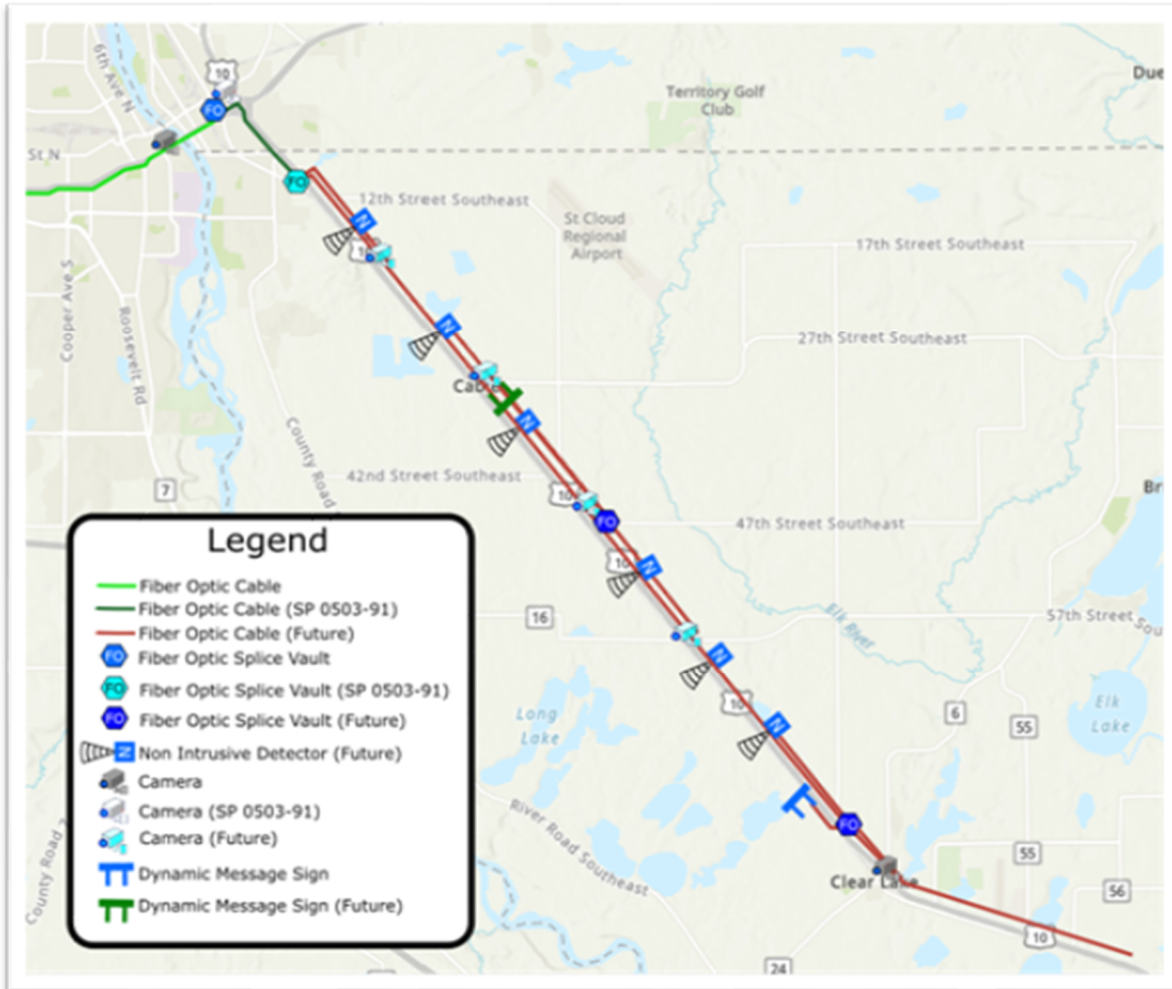 10
6th Ave N
FO
Territory Golf
Club
Due
St N
FO
12th Street Southeast
N
St Cloud
Regional
Airport
17th Street Southeast
Cooper Ave S
Roosevelt Rd
N
27th Street Southeast
N
County Road
42nd Street Southeast
7
10
Br
FO
47th Street Southeast
10
N
16
57th Street Sou
Elk River
N
10
Long
Lake
6
55
Elk
Lake
N
River Road Southeast
FO
55
Clear Lake
56
10
24
County Road
Legend
Fiber Optic Cable
Fiber Optic Cable (SP 0503-91)
Fiber Optic Cable (Future)
FO Fiber Optic Splice Vault
FO Fiber Optic Splice Vault (SP 0503-91)
FO Fiber Optic Splice Vault (Future)
N Non Intrusive Detector (Future)
Camera
Camera (SP 0503-91)
Camera (Future)
Dynamic Message Sign
Dynamic Message Sign (Future)